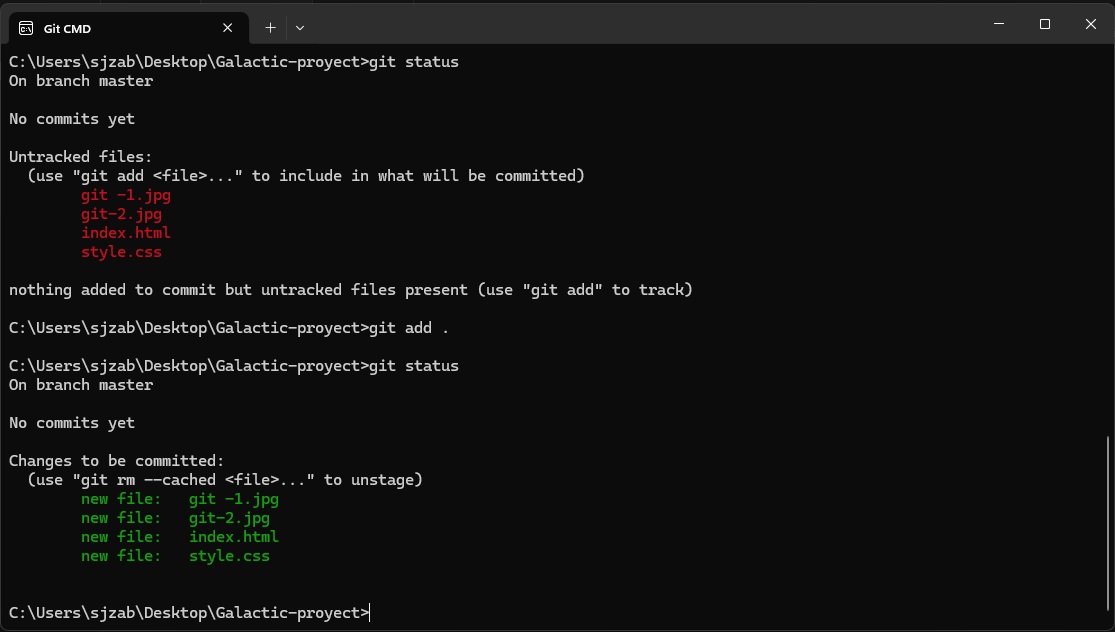 Git CMD
C:\Users\sjzab\Desktop\Galactic-proyect>git status
On branch master
No commits yet
Untracked files:
(use "git add <file>..." to include in what will be committed)
git -1.jpg
git-2.jpg
index.html
style.css
nothing added to commit but untracked files present (use "git add" to track)
C:\Users\sjzab\Desktop\Galactic-proyect>git add .
C:\Users\sjzab\Desktop\Galactic-proyect>git status
On branch master
No commits yet
Changes to be committed:
(use "git rm --cached <file>..." to unstage)
new file:   git -1.jpg
new file:   git-2.jpg
new file:   index.html
new file:   style.css
C:\Users\sjzab\Desktop\Galactic-proyect>